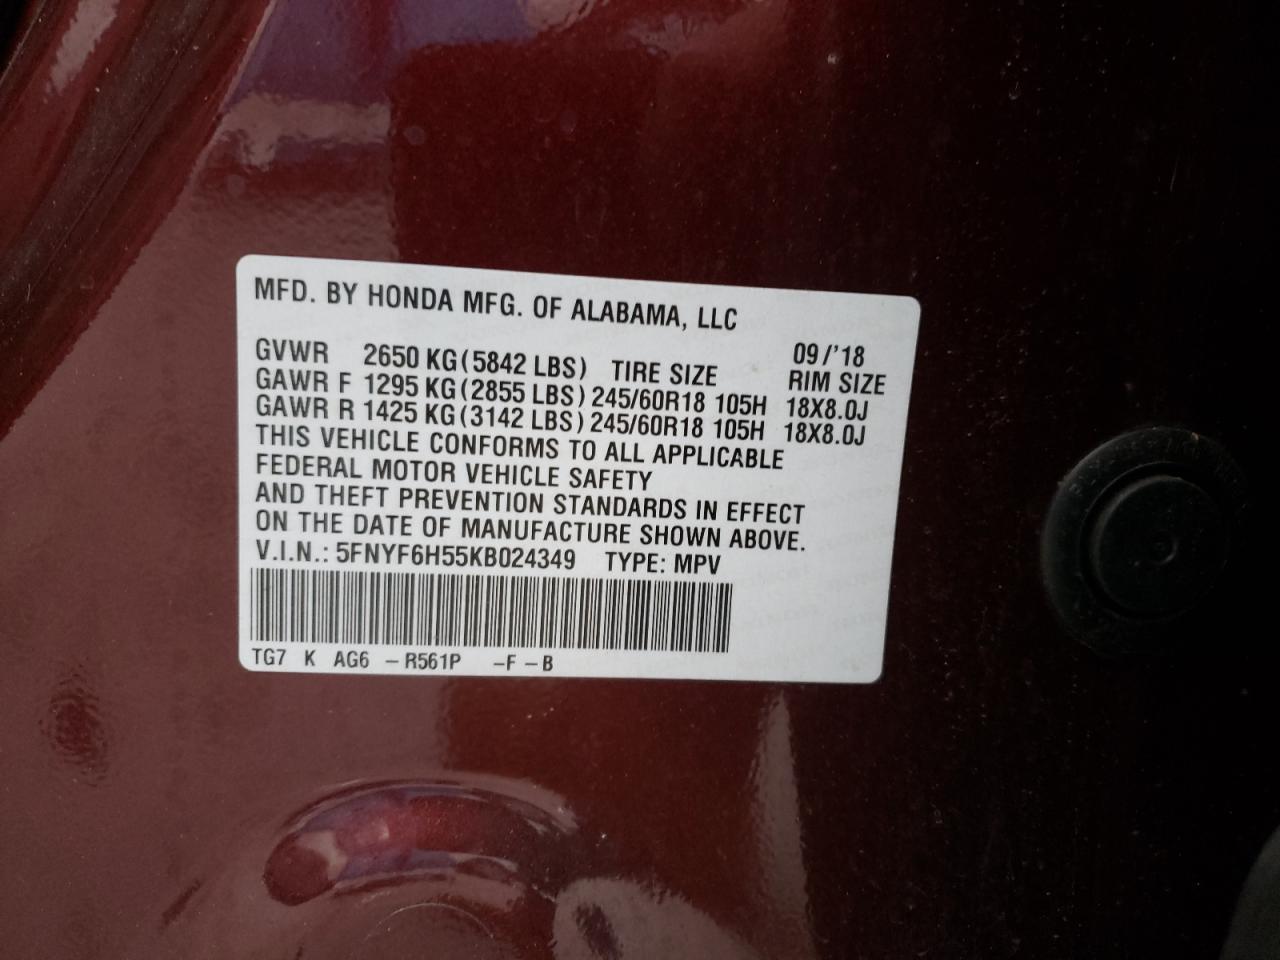 MFD. BY HONDA MFG. OF ALABAMA, LLC
09/'18
GVWR 2650 KG(5842 LBS) TIRE SIZE RIM SIZE
GAWR F 1295 KG(2855 LBS) 245/60R18 105H 18X8.0J
GAWR R 1425 KG(3142 LBS) 245/60R18 105H 18X8.0J
THIS VEHICLE CONFORMS TO ALL APPLICABLE
FEDERAL MOTOR VEHICLE SAFETY
AND THEFT PREVENTION STANDARDS IN EFFECT
ON THE DATE OF MANUFACTURE SHOWN ABOVE.
V.I.N.: 5FNYF6H55KB024349 TYPE: MPV
TG7 K AG6 -R561P -F -B